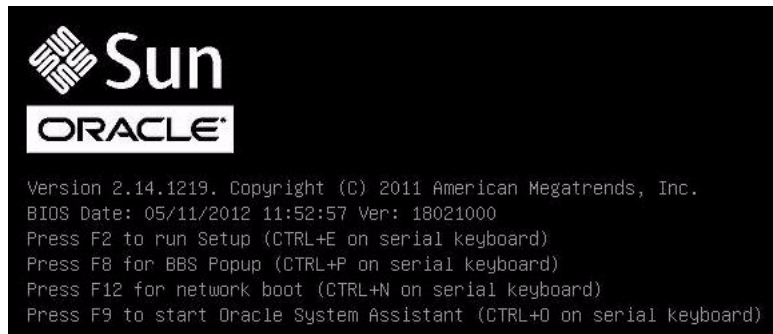 Sun
ORACLE
Version 2.14.1219. Copyright (C) 2011 American Megatrends, Inc.
BIOS Date: 05/11/2012 11:52:57 Ver: 18021000
Press F2 to run Setup (CTRL+E on serial keyboard)
Press F8 for BBS Popup (CTRL+P on serial keyboard)
Press F12 for network boot (CTRL+N on serial keyboard)
Press F9 to start Oracle System Assistant (CTRL+O on serial keyboard)